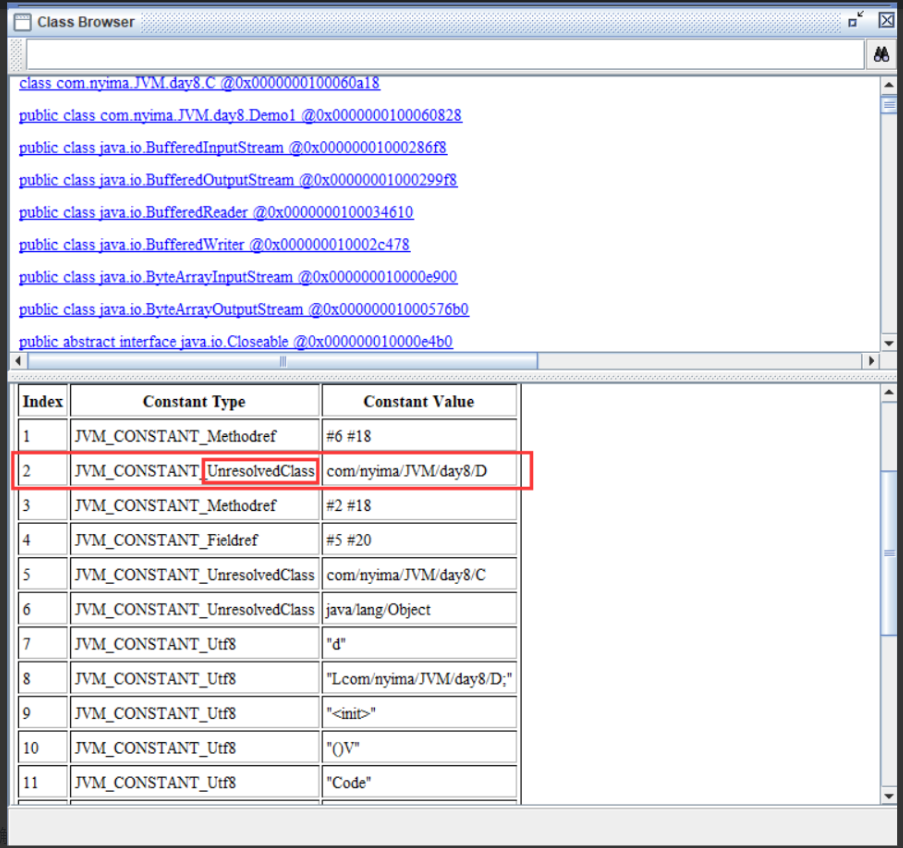 Class Browser
class com.nyima.JVM.day8.C @0x0000000100060a18
public class com.nyima.JVM.day8.Demo1 @0x0000000100060828
public class java.io.BufferedInputStream @0x00000001000286f8
public class java.io.BufferedOutputStream @0x00000001000299f8
public class java.io.BufferedReader @0x0000000100034610
public class java.io.BufferedWriter @0x000000010002c478
public class java.io.ByteArrayInputStream @0x000000010000e900
public class java.io.ByteArrayOutputStream @0x00000001000576b0
public abstract interface java.io.Closeable @0x000000010000e4b0
Index Constant Type Constant Value
1 JVM_CONSTANT_Methodref #6 #18
2 JVM_CONSTANT_UnresolvedClass com/nyima/JVM/day8/D
3 JVM_CONSTANT_Methodref #2 #18
4 JVM_CONSTANT_Fieldref #5 #20
5 JVM_CONSTANT_UnresolvedClass com/nyima/JVM/day8/C
6 JVM_CONSTANT_UnresolvedClass java/lang/Object
7 JVM_CONSTANT_Utf8 "d"
8 JVM_CONSTANT_Utf8 "Lcom/nyima/JVM/day8/D;"
9 JVM_CONSTANT_Utf8 "<init>"
10 JVM_CONSTANT_Utf8 "()V"
11 JVM_CONSTANT_Utf8 "Code"